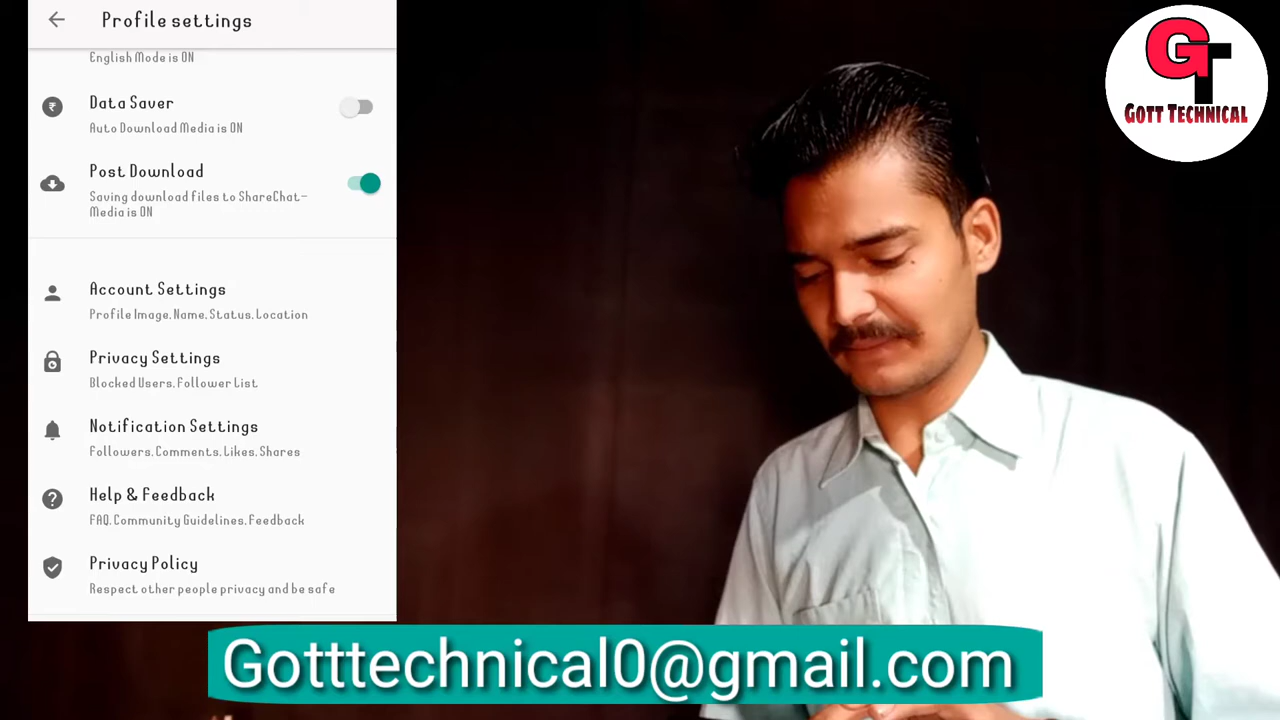 Profile settings
English Mode is ON
Data Saver
Auto Download Media is ON
Post Download
Saving download files to ShareChat-
Media is ON
Account Settings
Profile Image, Name, Status, Location
Privacy Settings
Blocked Users, Follower List
Notification Settings
Followers, Comments, Likes, Shares
Help & Feedback
FAQ, Community Guidelines, Feedback
Privacy Policy
Respect other people privacy and be safe
GT
GOTT TECHNICAL
Gotttechnical0@gmail.com